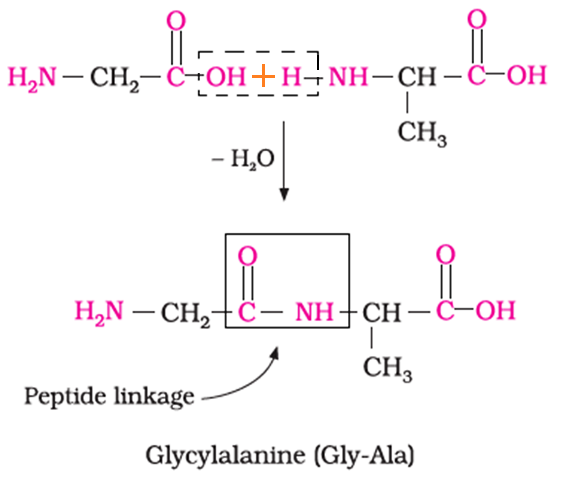 O O
H₂N — CH₂ — C — OH + H — NH — CH — C — OH
CH₃
– H₂O
O O
H₂N — CH₂ — C — NH — CH — C — OH
CH₃
Peptide linkage
Glycylalanine (Gly-Ala)